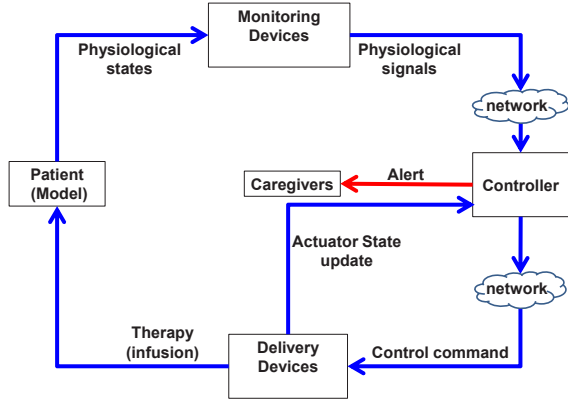 Monitoring
Devices
Physiological
states
Physiological
signals
network
Patient
(Model)
Caregivers
Alert
Controller
Actuator State
update
network
Therapy
(infusion)
Delivery
Devices
Control command